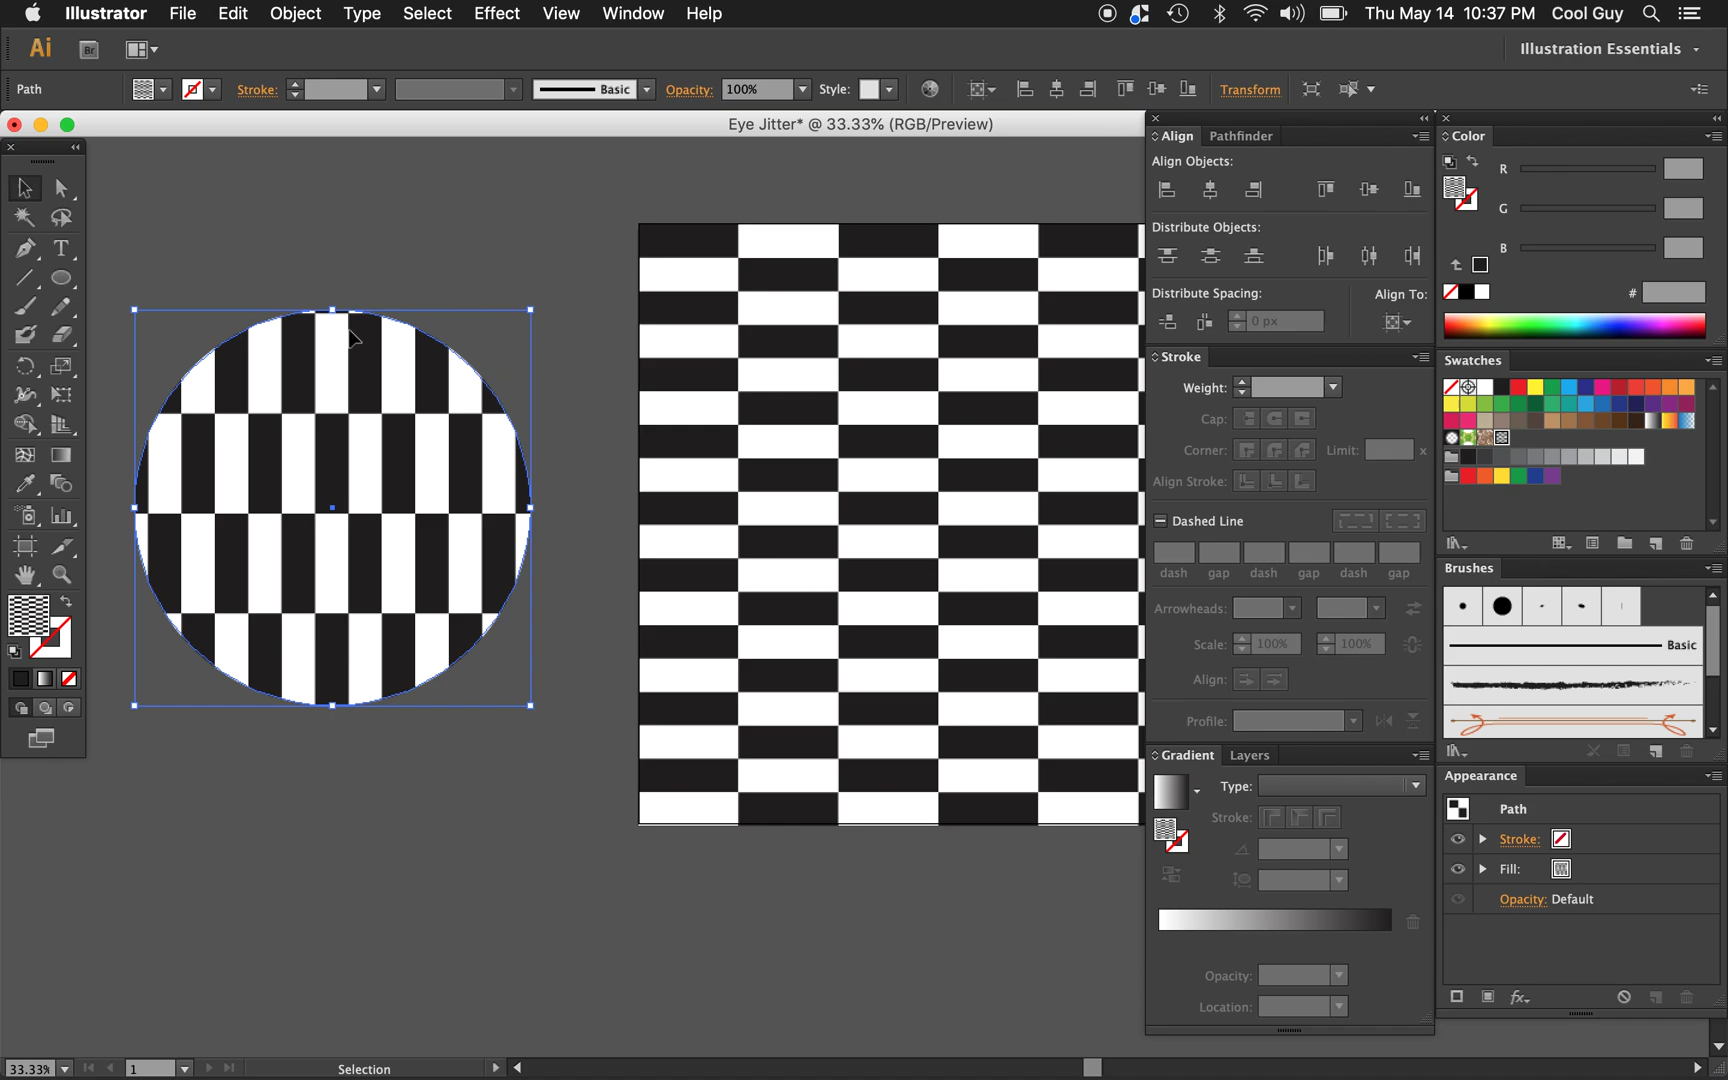 Illustrator File Edit Object Type Select Effect View Window Help Thu May 14 10:37 PM Cool Guy
Ai Br Illustration Essentials
Path Stroke: Basic Opacity: 100% Style: Transform
Eye Jitter* @ 33.33% (RGB/Preview)
Align Pathfinder
Align Objects:
Distribute Objects:
Distribute Spacing: Align To:
0 px
Stroke
Weight:
Cap:
Corner: Limit: x
Align Stroke:
Dashed Line
dash gap dash gap dash gap
Arrowheads:
Scale: 100% 100%
Align:
Profile:
Gradient Layers
Type:
Stroke:
Opacity:
Location:
Color
R
G
B
#
Swatches
Brushes
Basic
Appearance
Path
Stroke:
Fill:
Opacity: Default
fx
T
33.33% 1 Selection